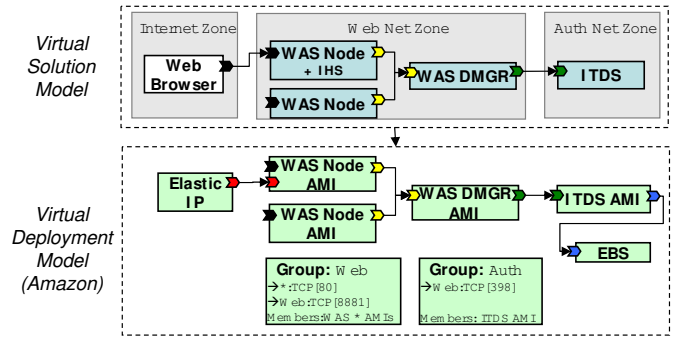 Virtual
Solution
Model
Internet Zone
Web Net Zone
Auth Net Zone
Web
Browser
WAS Node
+ IHS
WAS Node
WAS DMGR
ITDS
Virtual
Deployment
Model
(Amazon)
Elastic
IP
WAS Node
AMI
WAS Node
AMI
WAS DMGR
AMI
ITDS AMI
EBS
Group: Web
→*:TCP[80]
→Web:TCP[8881]
Members:WAS * AMIs
Group: Auth
→Web:TCP[398]
Members: ITDS AMI